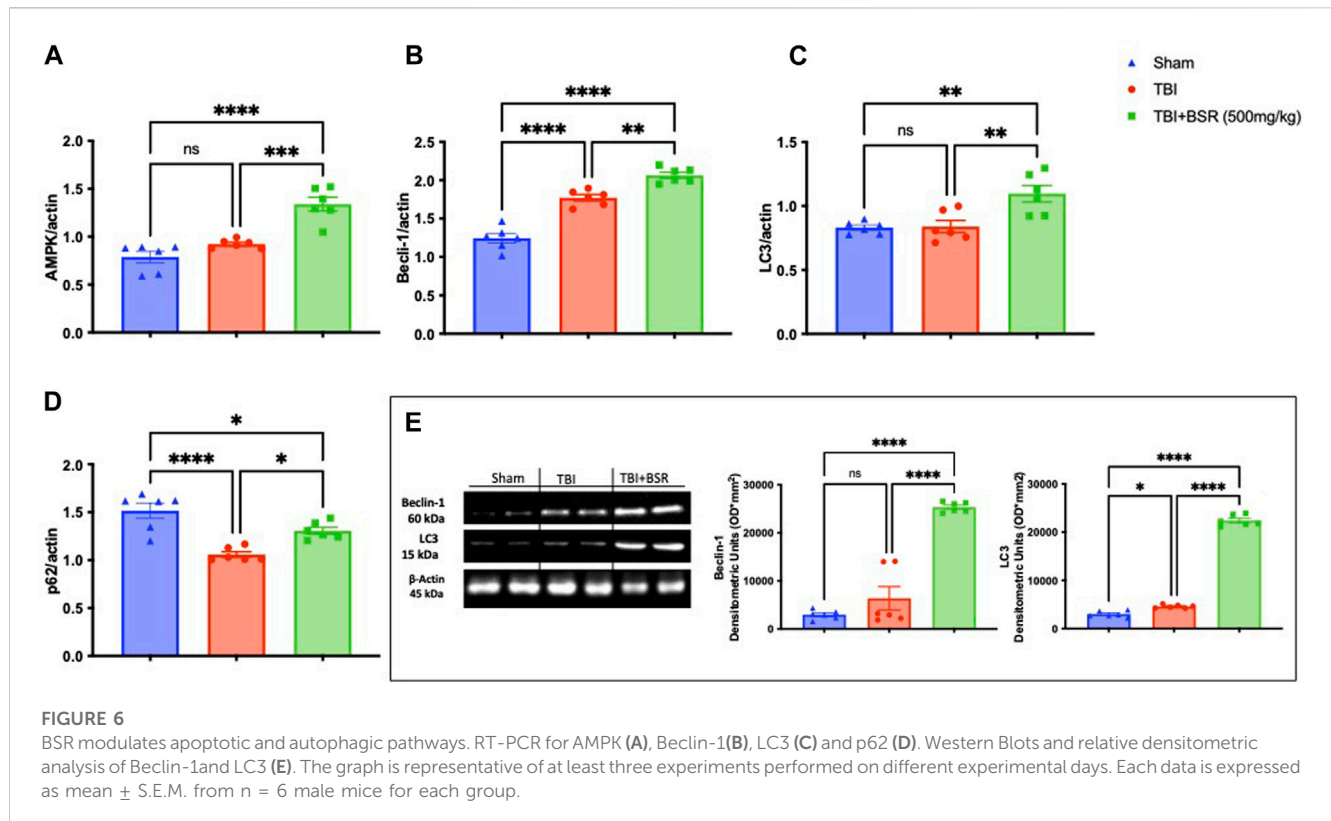 A
B
C
Sham
TBI
TBI+BSR (500mg/kg)
****
ns
***
AMPK/actin
2.0
1.5
1.0
0.5
0.0
****
****
**
Becli-1/actin
2.5
2.0
1.5
1.0
0.5
0.0
**
ns
**
LC3/actin
1.5
1.0
0.5
0.0
D
*
****
*
p62/actin
2.0
1.5
1.0
0.5
0.0
E
Sham TBI TBI+BSR
Beclin-1
60 kDa
LC3
15 kDa
β-Actin
45 kDa
****
ns
****
Beclin-1
Densitometric Units (OD*mm²)
30000
20000
10000
0
****
*
****
LC3
Densitometric Units (OD*mm2)
30000
20000
10000
0
FIGURE 6
BSR modulates apoptotic and autophagic pathways. RT-PCR for AMPK (A), Beclin-1(B), LC3 (C) and p62 (D). Western Blots and relative densitometric
analysis of Beclin-1and LC3 (E). The graph is representative of at least three experiments performed on different experimental days. Each data is expressed
as mean ± S.E.M. from n = 6 male mice for each group.